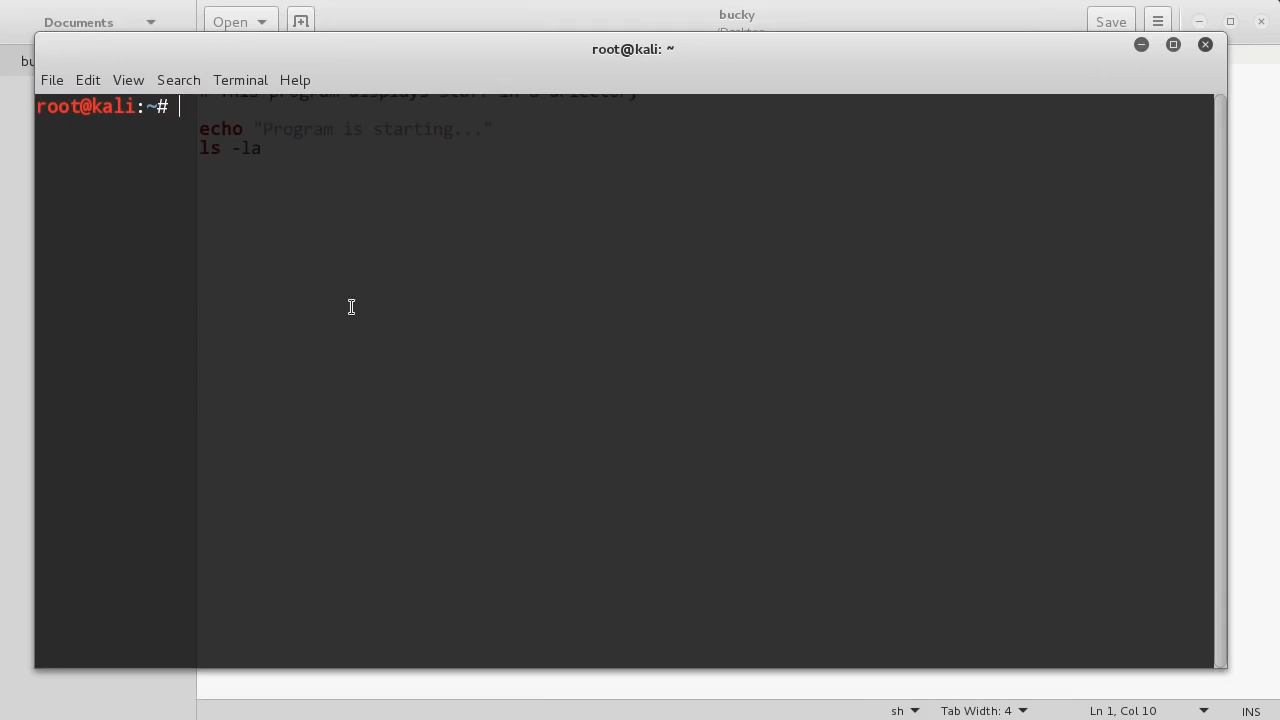 Documents
Open
bucky
Save
root@kali: ~
File Edit View Search Terminal Help
root@kali:~#
echo "Program is starting..."
ls -la
sh
Tab Width: 4
Ln 1, Col 10
INS